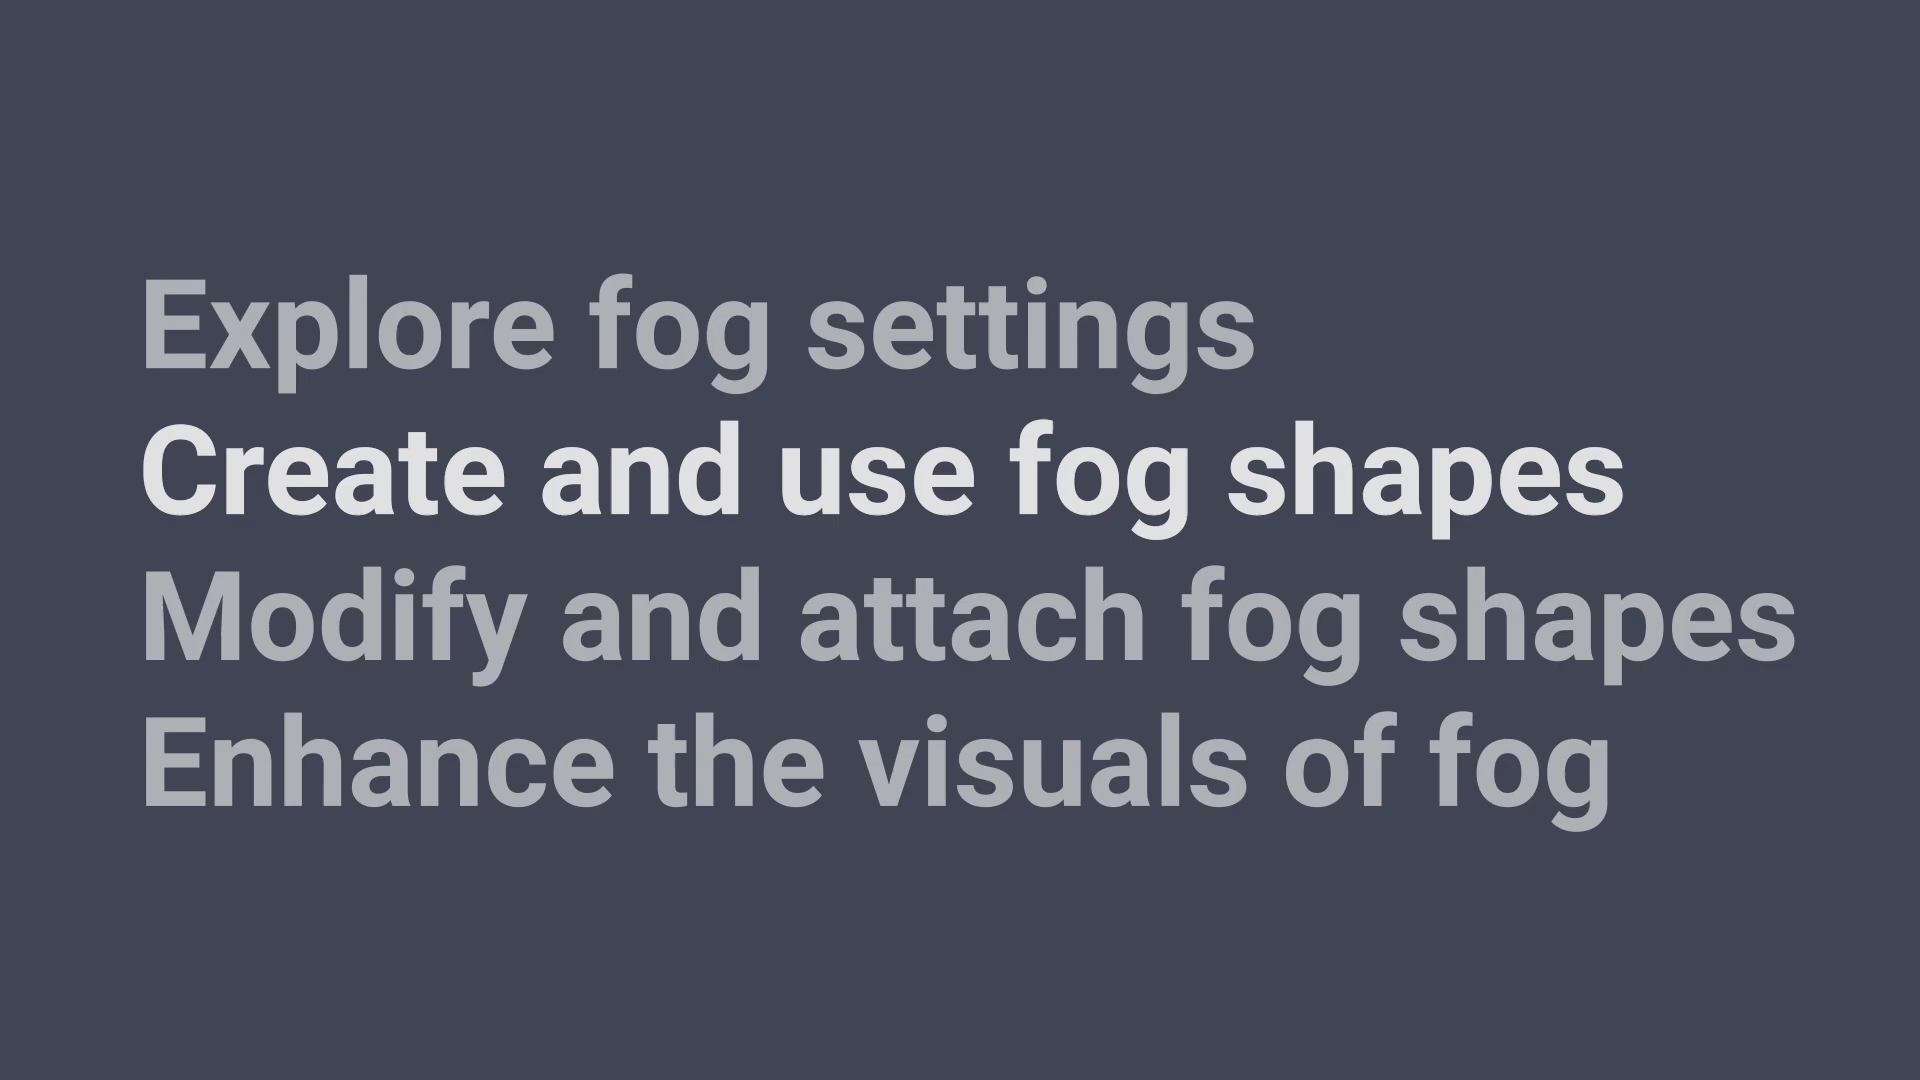 Explore fog settings
Create and use fog shapes
Modify and attach fog shapes
Enhance the visuals of fog